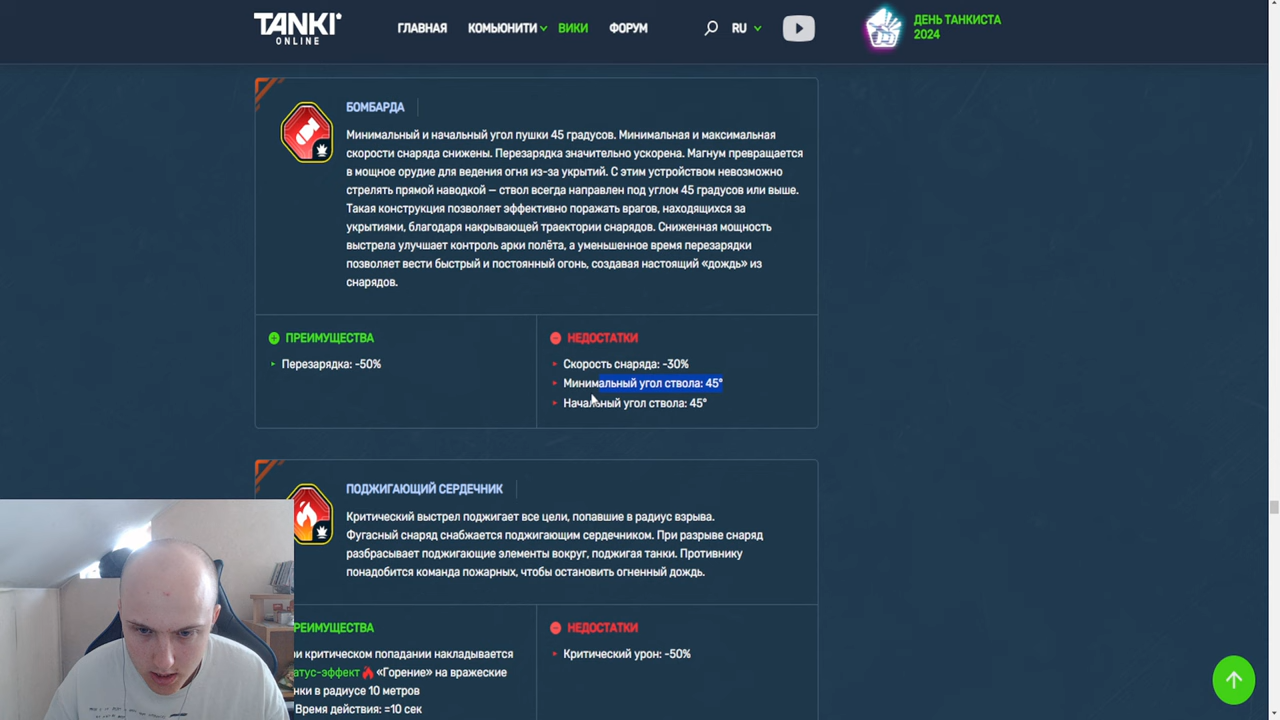 TANKI
ONLINE
ГЛАВНАЯ
КОМЬЮНИТИ
ВИКИ
ФОРУМ
RU
ДЕНЬ ТАНКИСТА
2024
БОМБАРДА
Минимальный и начальный угол пушки 45 градусов. Минимальная и максимальная
скорости снаряда снижены. Перезарядка значительно ускорена. Магнум превращается
в мощное орудие для ведения огня из-за укрытий. С этим устройством невозможно
стрелять прямой наводкой — ствол всегда направлен под углом 45 градусов или выше.
Такая конструкция позволяет эффективно поражать врагов, находящихся за
укрытиями, благодаря накрывающей траектории снарядов. Сниженная мощность
выстрела улучшает контроль арки полёта, а уменьшенное время перезарядки
позволяет вести быстрый и постоянный огонь, создавая настоящий «дождь» из
снарядов.
ПРЕИМУЩЕСТВА
Перезарядка: -50%
НЕДОСТАТКИ
Скорость снаряда: -30%
Минимальный угол ствола: 45°
Начальный угол ствола: 45°
ПОДЖИГАЮЩИЙ СЕРДЕЧНИК
Критический выстрел поджигает все цели, попавшие в радиус взрыва.
Фугасный снаряд снабжается поджигающим сердечником. При разрыве снаряд
разбрасывает поджигающие элементы вокруг, поджигая танки. Противнику
понадобится команда пожарных, чтобы остановить огненный дождь.
РЕИМУЩЕСТВА
ри критическом попадании накладывается
атус-эффект «Горение» на вражеские
нки в радиусе 10 метров
Время действия: =10 сек
НЕДОСТАТКИ
Критический урон: -50%